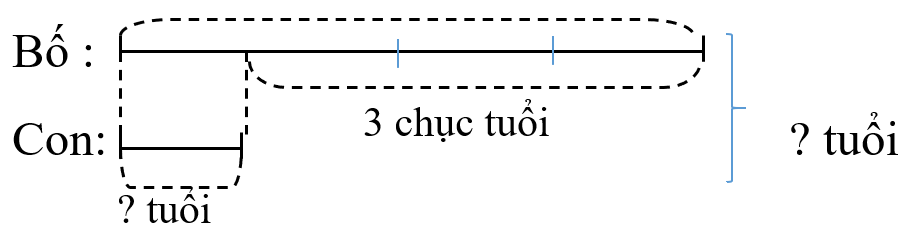 Bố :
3 chục tuổi
Con:
? tuổi
? tuổi